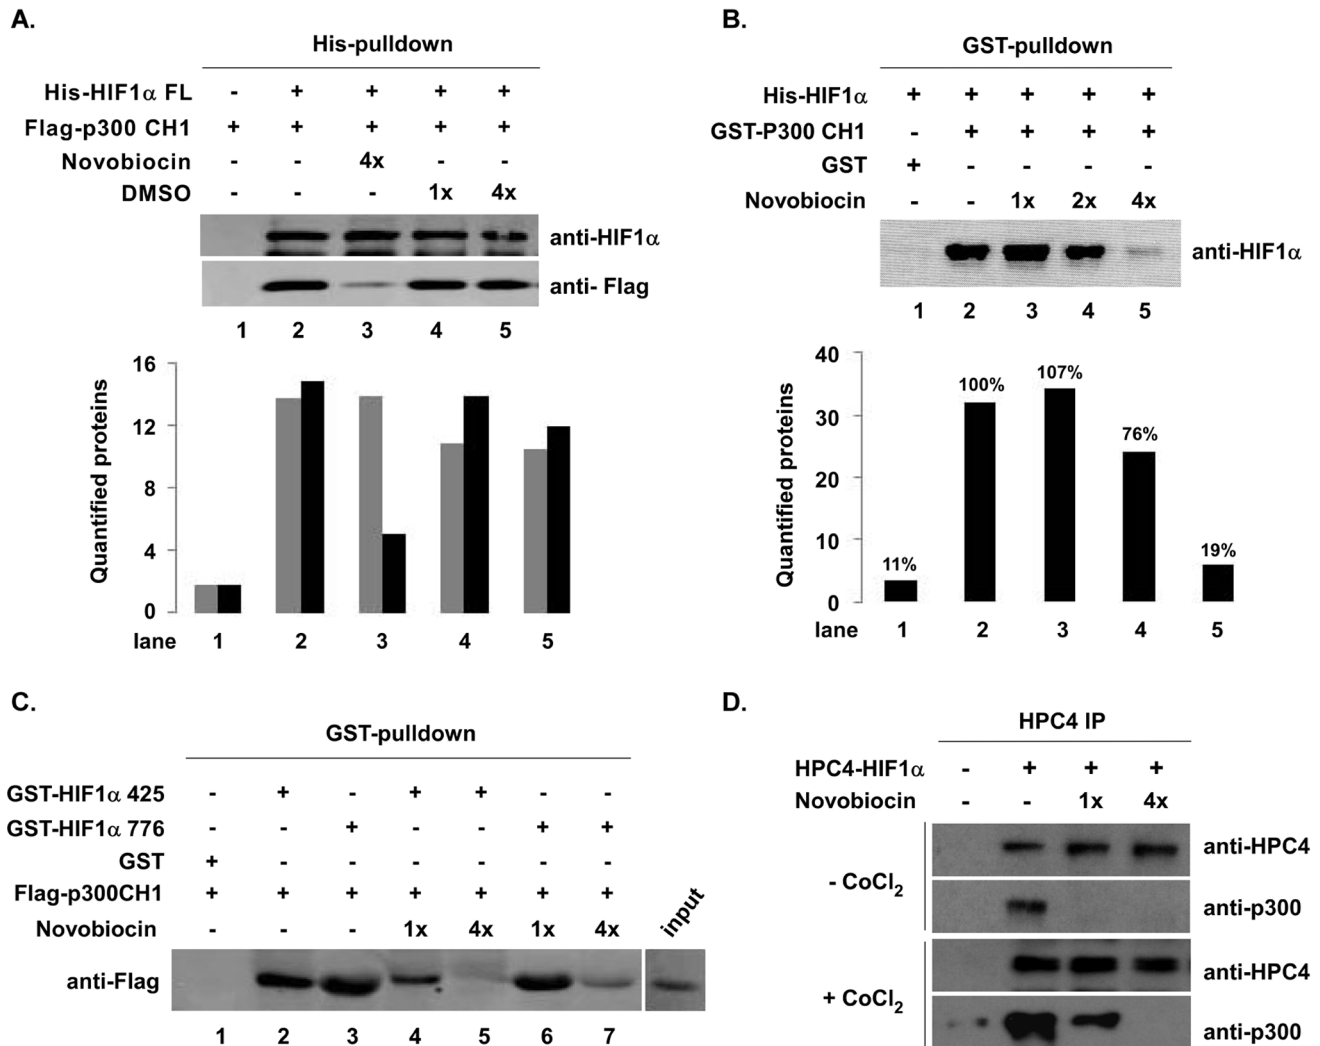 A.
His-pulldown
His-HIF1α FL - + + + +
Flag-p300 CH1 + + + + +
Novobiocin - - 4x - -
DMSO - - - 1x 4x
anti-HIF1α
anti- Flag
1 2 3 4 5
Quantified proteins
16
12
8
4
0
lane 1 2 3 4 5
B.
GST-pulldown
His-HIF1α + + + + +
GST-P300 CH1 - + + + +
GST + - - - -
Novobiocin - - 1x 2x 4x
anti-HIF1α
1 2 3 4 5
Quantified proteins
40
30
20
10
0
11% 100% 107% 76% 19%
lane 1 2 3 4 5
C.
GST-pulldown
GST-HIF1α 425 - + - + + - -
GST-HIF1α 776 - - + - - + +
GST + - - - - - -
Flag-p300CH1 + + + + + + +
Novobiocin - - - 1x 4x 1x 4x
input
anti-Flag
1 2 3 4 5 6 7
D.
HPC4 IP
HPC4-HIF1α - + + +
Novobiocin - - 1x 4x
- CoCl2
anti-HPC4
anti-p300
+ CoCl2
anti-HPC4
anti-p300